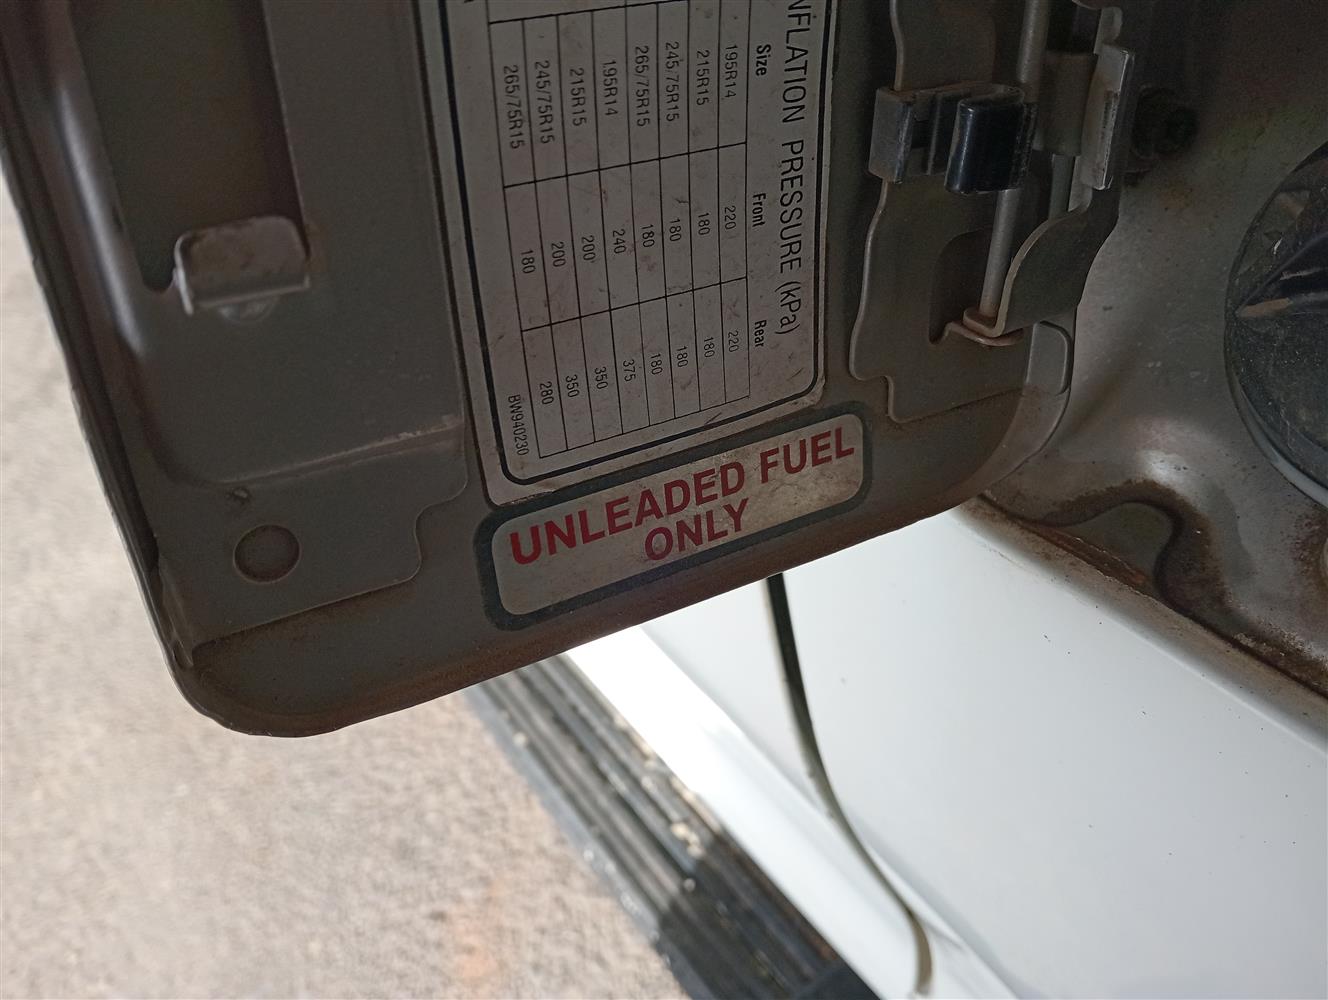 NFLATION PRESSURE (kPa)
Size Front Rear
195R14 220 220
215R15 180 180
245/75R15 180 180
265/75R15 180 180
195R14 240 375
215R15 200 350
245/75R15 200 350
265/75R15 180 280
BW940230
UNLEADED FUEL
ONLY